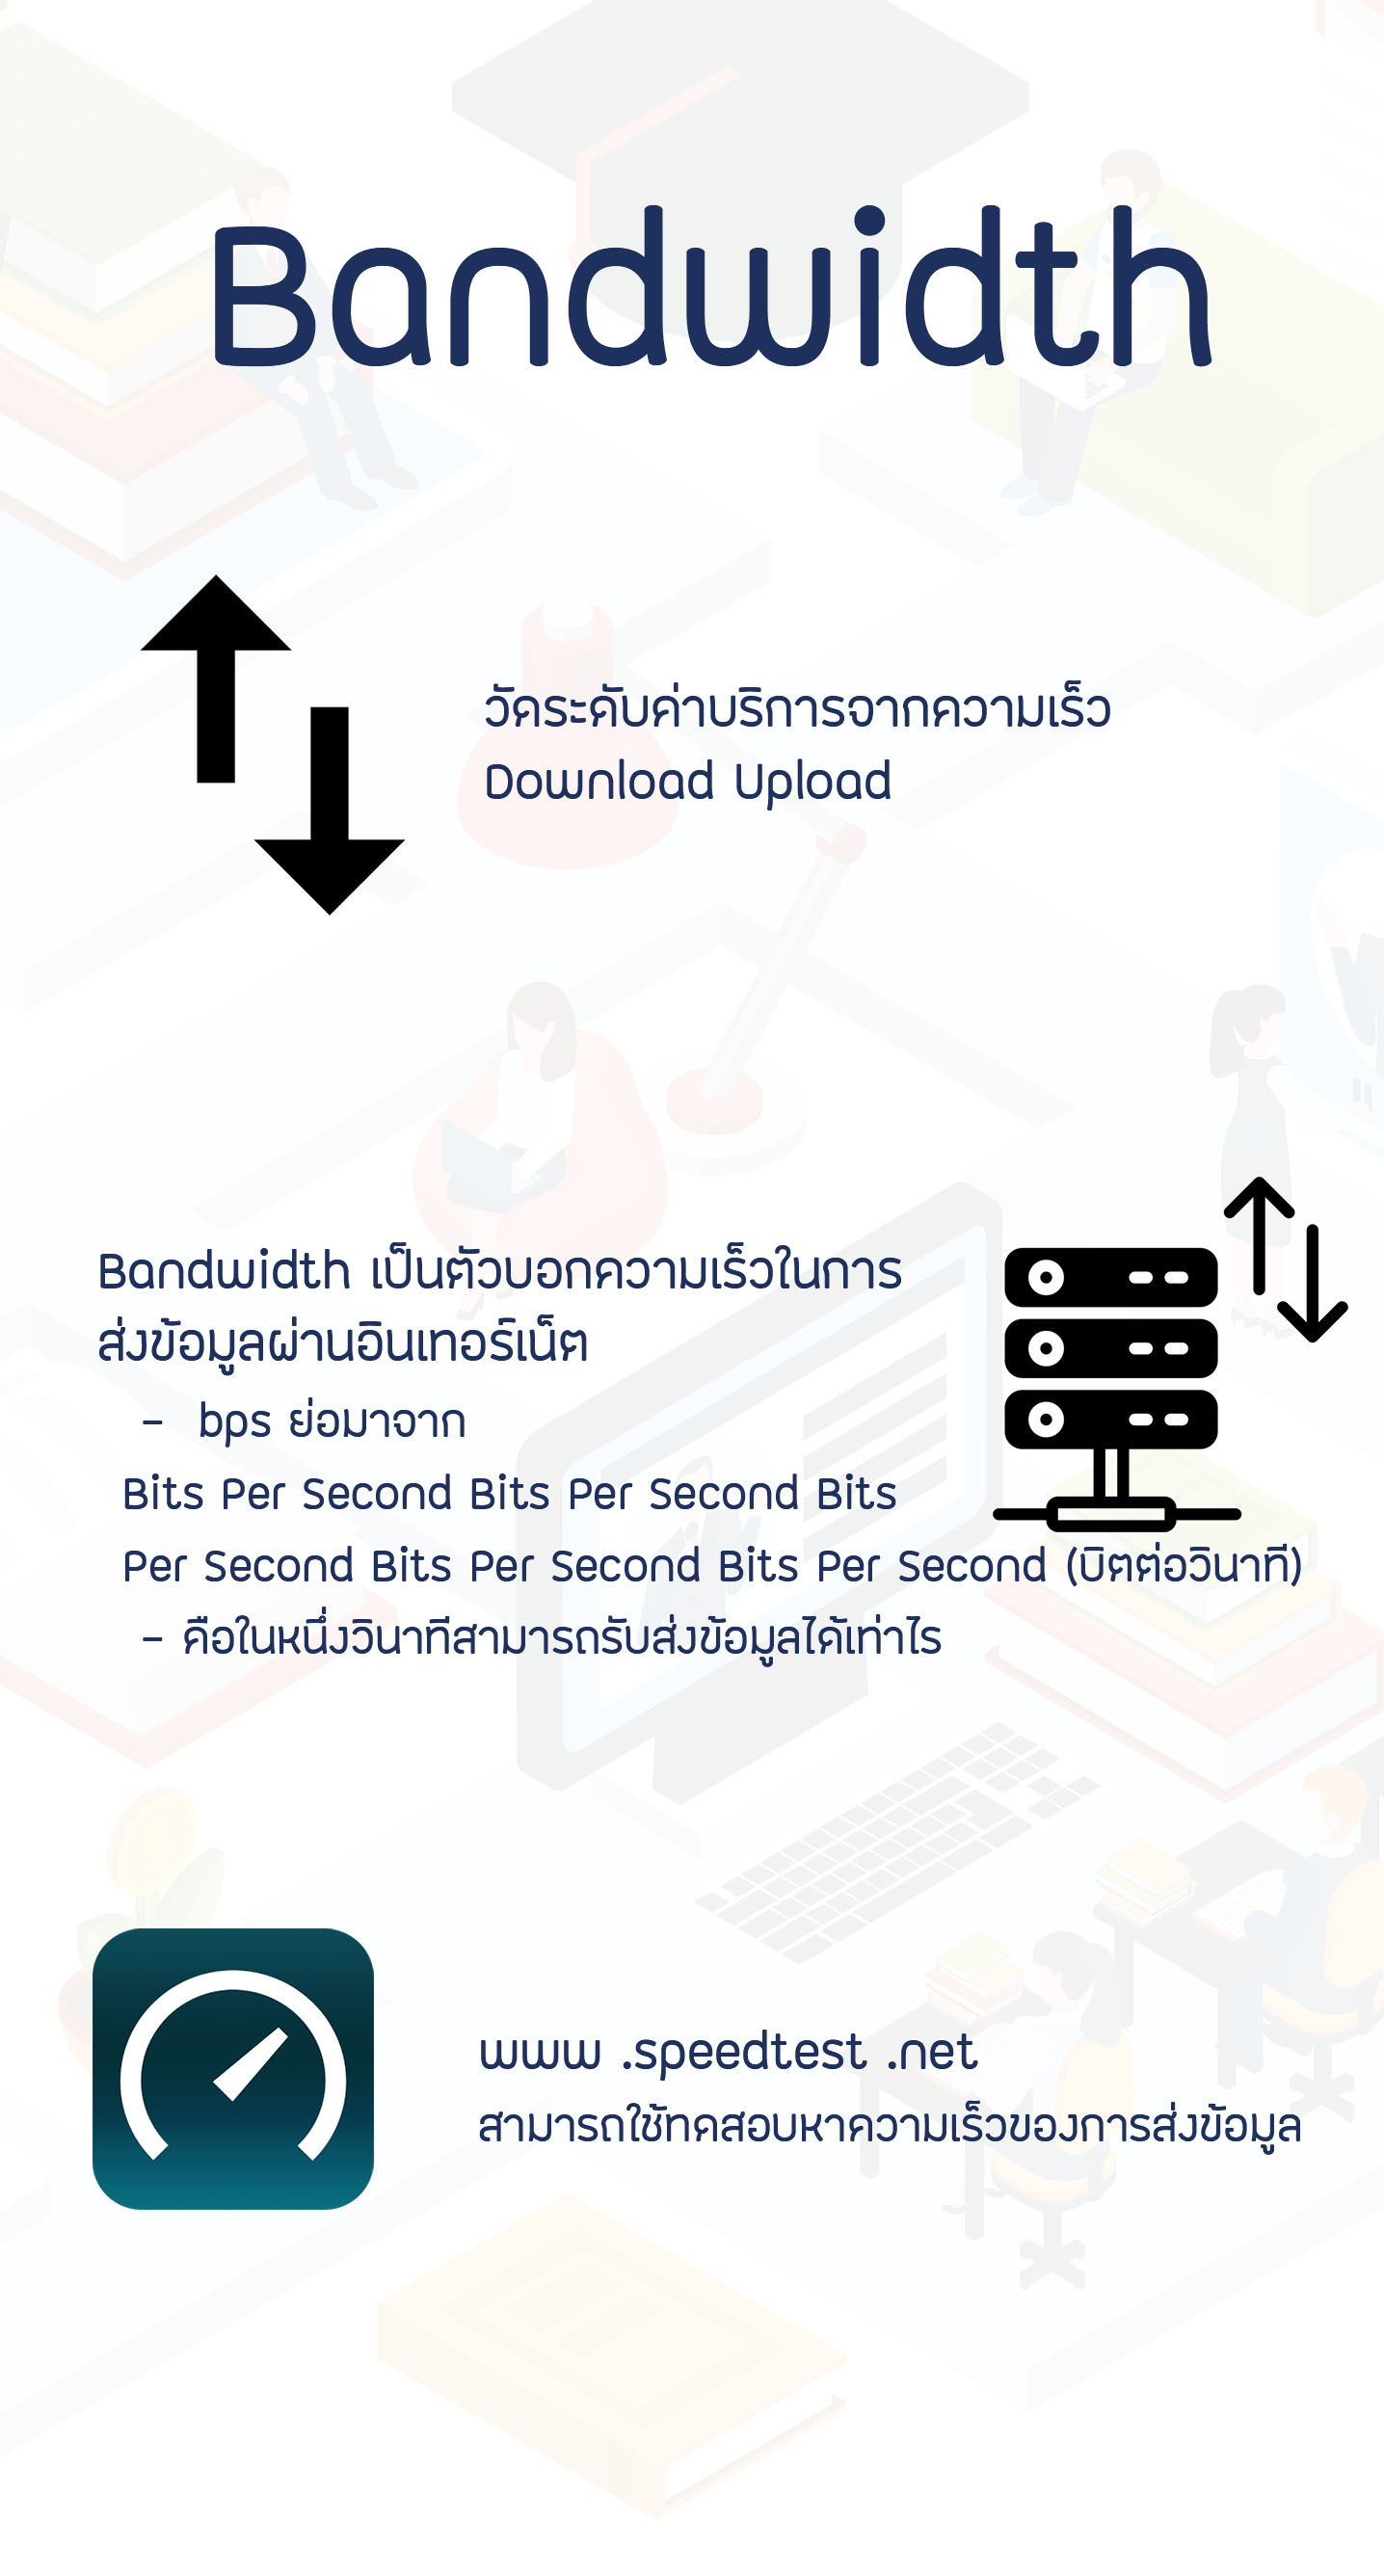 Bandwidth
วัดระดับค่าบริการจากความเร็ว
Download Upload
Bandwidth เป็นตัวบอกความเร็วในการ
ส่งข้อมูลผ่านอินเทอร์เน็ต
- bps ย่อมาจาก
Bits Per Second Bits Per Second Bits
Per Second Bits Per Second Bits Per Second (บิตต่อวินาที)
- คือในหนึ่งวินาทีสามารถรับส่งข้อมูลได้เท่าไร
www .speedtest .net
สามารถใช้ทดสอบหาความเร็วของการส่งข้อมูล